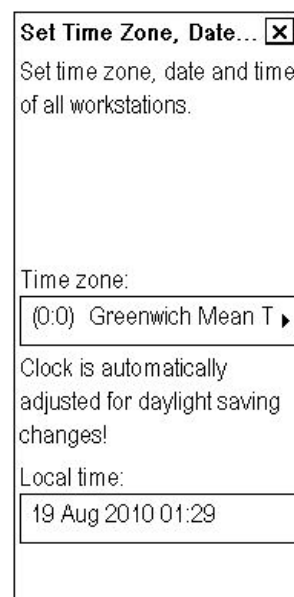 Set Time Zone, Date...
Set time zone, date and time
of all workstations.
Time zone:
(0:0) Greenwich Mean T
Clock is automatically
adjusted for daylight saving
changes!
Local time:
19 Aug 2010 01:29